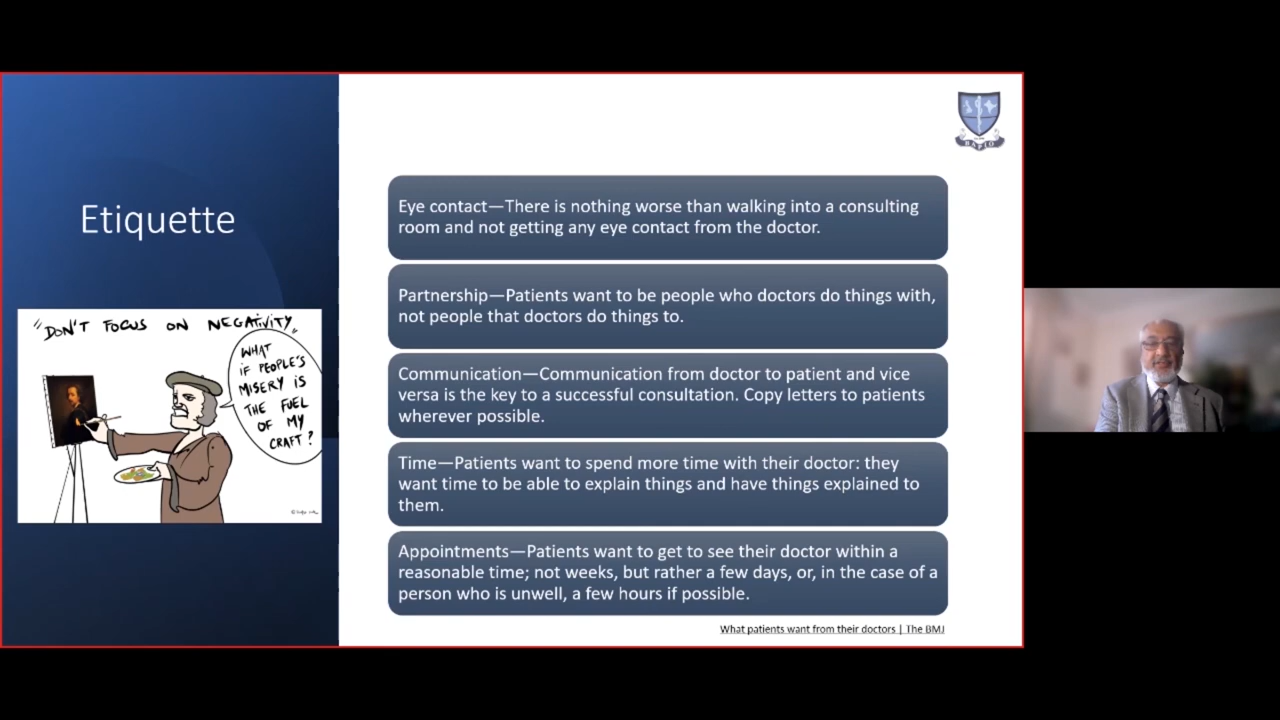 Etiquette
"DON'T FOCUS ON NEGATIVITY"
WHAT
IF PEOPLE'S
MISERY IS
THE FUEL
OF MY
CRAFT?
BAPIO
Eye contact—There is nothing worse than walking into a consulting
room and not getting any eye contact from the doctor.
Partnership—Patients want to be people who doctors do things with,
not people that doctors do things to.
Communication—Communication from doctor to patient and vice
versa is the key to a successful consultation. Copy letters to patients
wherever possible.
Time—Patients want to spend more time with their doctor: they
want time to be able to explain things and have things explained to
them.
Appointments—Patients want to get to see their doctor within a
reasonable time; not weeks, but rather a few days, or, in the case of a
person who is unwell, a few hours if possible.
What patients want from their doctors | The BMJ